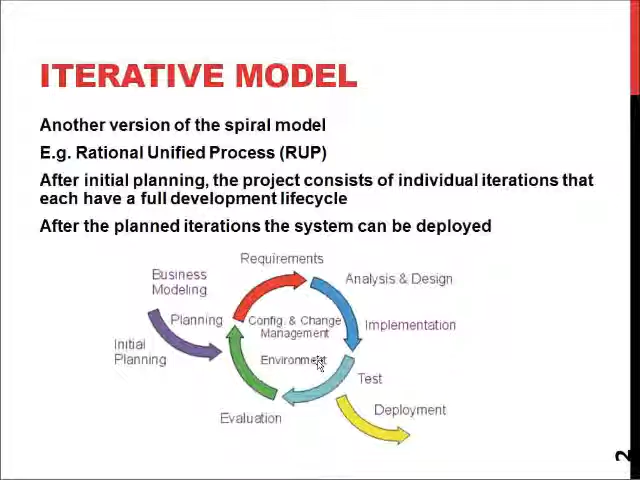 ITERATIVE MODEL
Another version of the spiral model
E.g. Rational Unified Process (RUP)
After initial planning, the project consists of individual iterations that
each have a full development lifecycle
After the planned iterations the system can be deployed
Requirements
Business
Modeling
Analysis & Design
Planning
Config. & Change
Management
Implementation
Initial
Planning
Environment
Test
Evaluation
Deployment
2